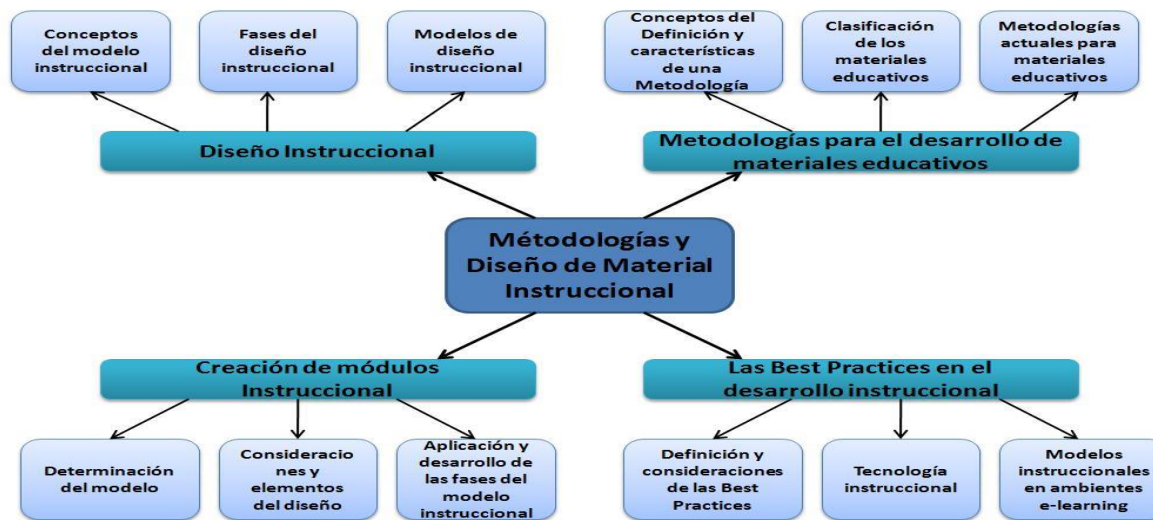 Conceptos
del modelo
instruccional
Fases del
diseño
instruccional
Modelos de
diseño
instruccional
Conceptos del
Definición y
características
de una
Metodología
Clasificación
de los
materiales
educativos
Metodologías
actuales para
materiales
educativos
Diseño Instruccional
Metodologías para el desarrollo de
materiales educativos
Métodologías y
Diseño de Material
Instruccional
Creación de módulos
Instruccional
Las Best Practices en el
desarrollo instruccional
Determinación
del modelo
Consideracio
nes y
elementos
del diseño
Aplicación y
desarrollo de
las fases del
modelo
instruccional
Definición y
consideraciones
de las Best
Practices
Tecnología
instruccional
Modelos
instruccionales
en ambientes
e-learning